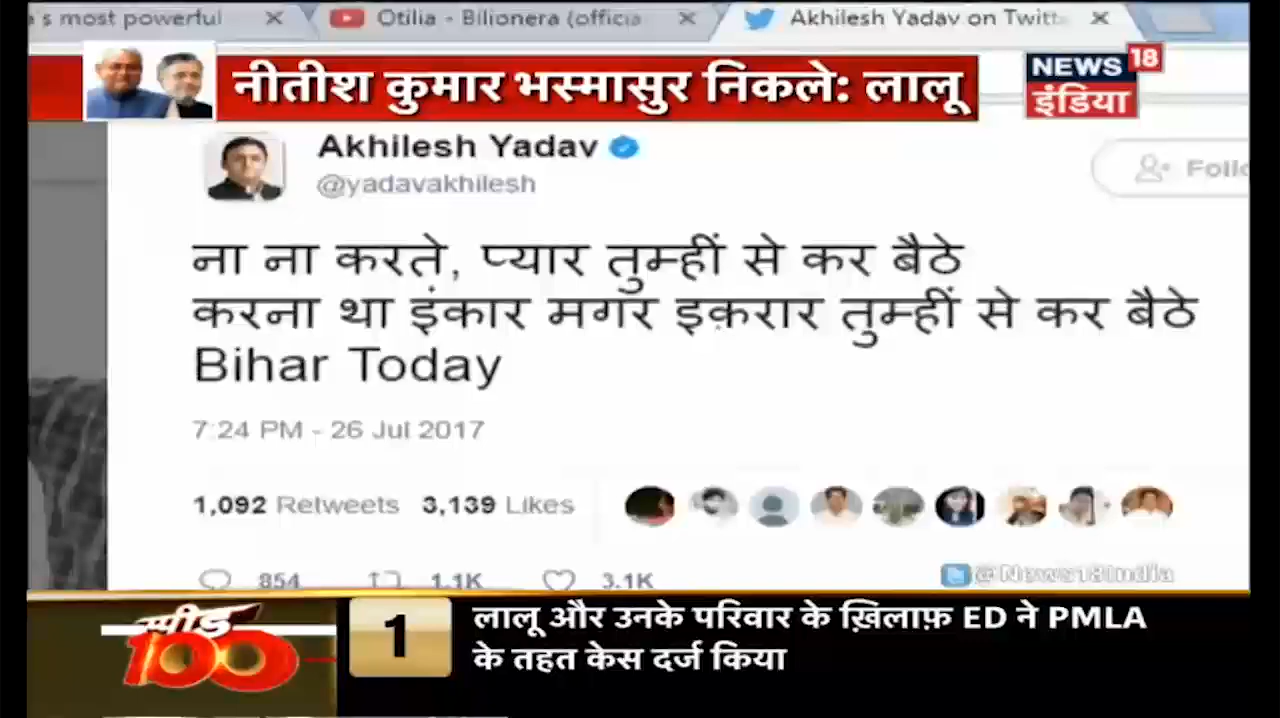 's most powerful
Otilia - Bilionera (officia
Akhilesh Yadav on Twitt
नीतीश कुमार भस्मासुर निकले: लालू
NEWS 18
इंडिया
Akhilesh Yadav
@yadavakhilesh
Follo
ना ना करते, प्यार तुम्हीं से कर बैठे
करना था इंकार मगर इक़रार तुम्हीं से कर बैठे
Bihar Today
7:24 PM - 26 Jul 2017
1,092 Retweets 3,139 Likes
854 1.1K 3.1K
@News18India
स्पीड
100
1
लालू और उनके परिवार के ख़िलाफ़ ED ने PMLA
के तहत केस दर्ज किया